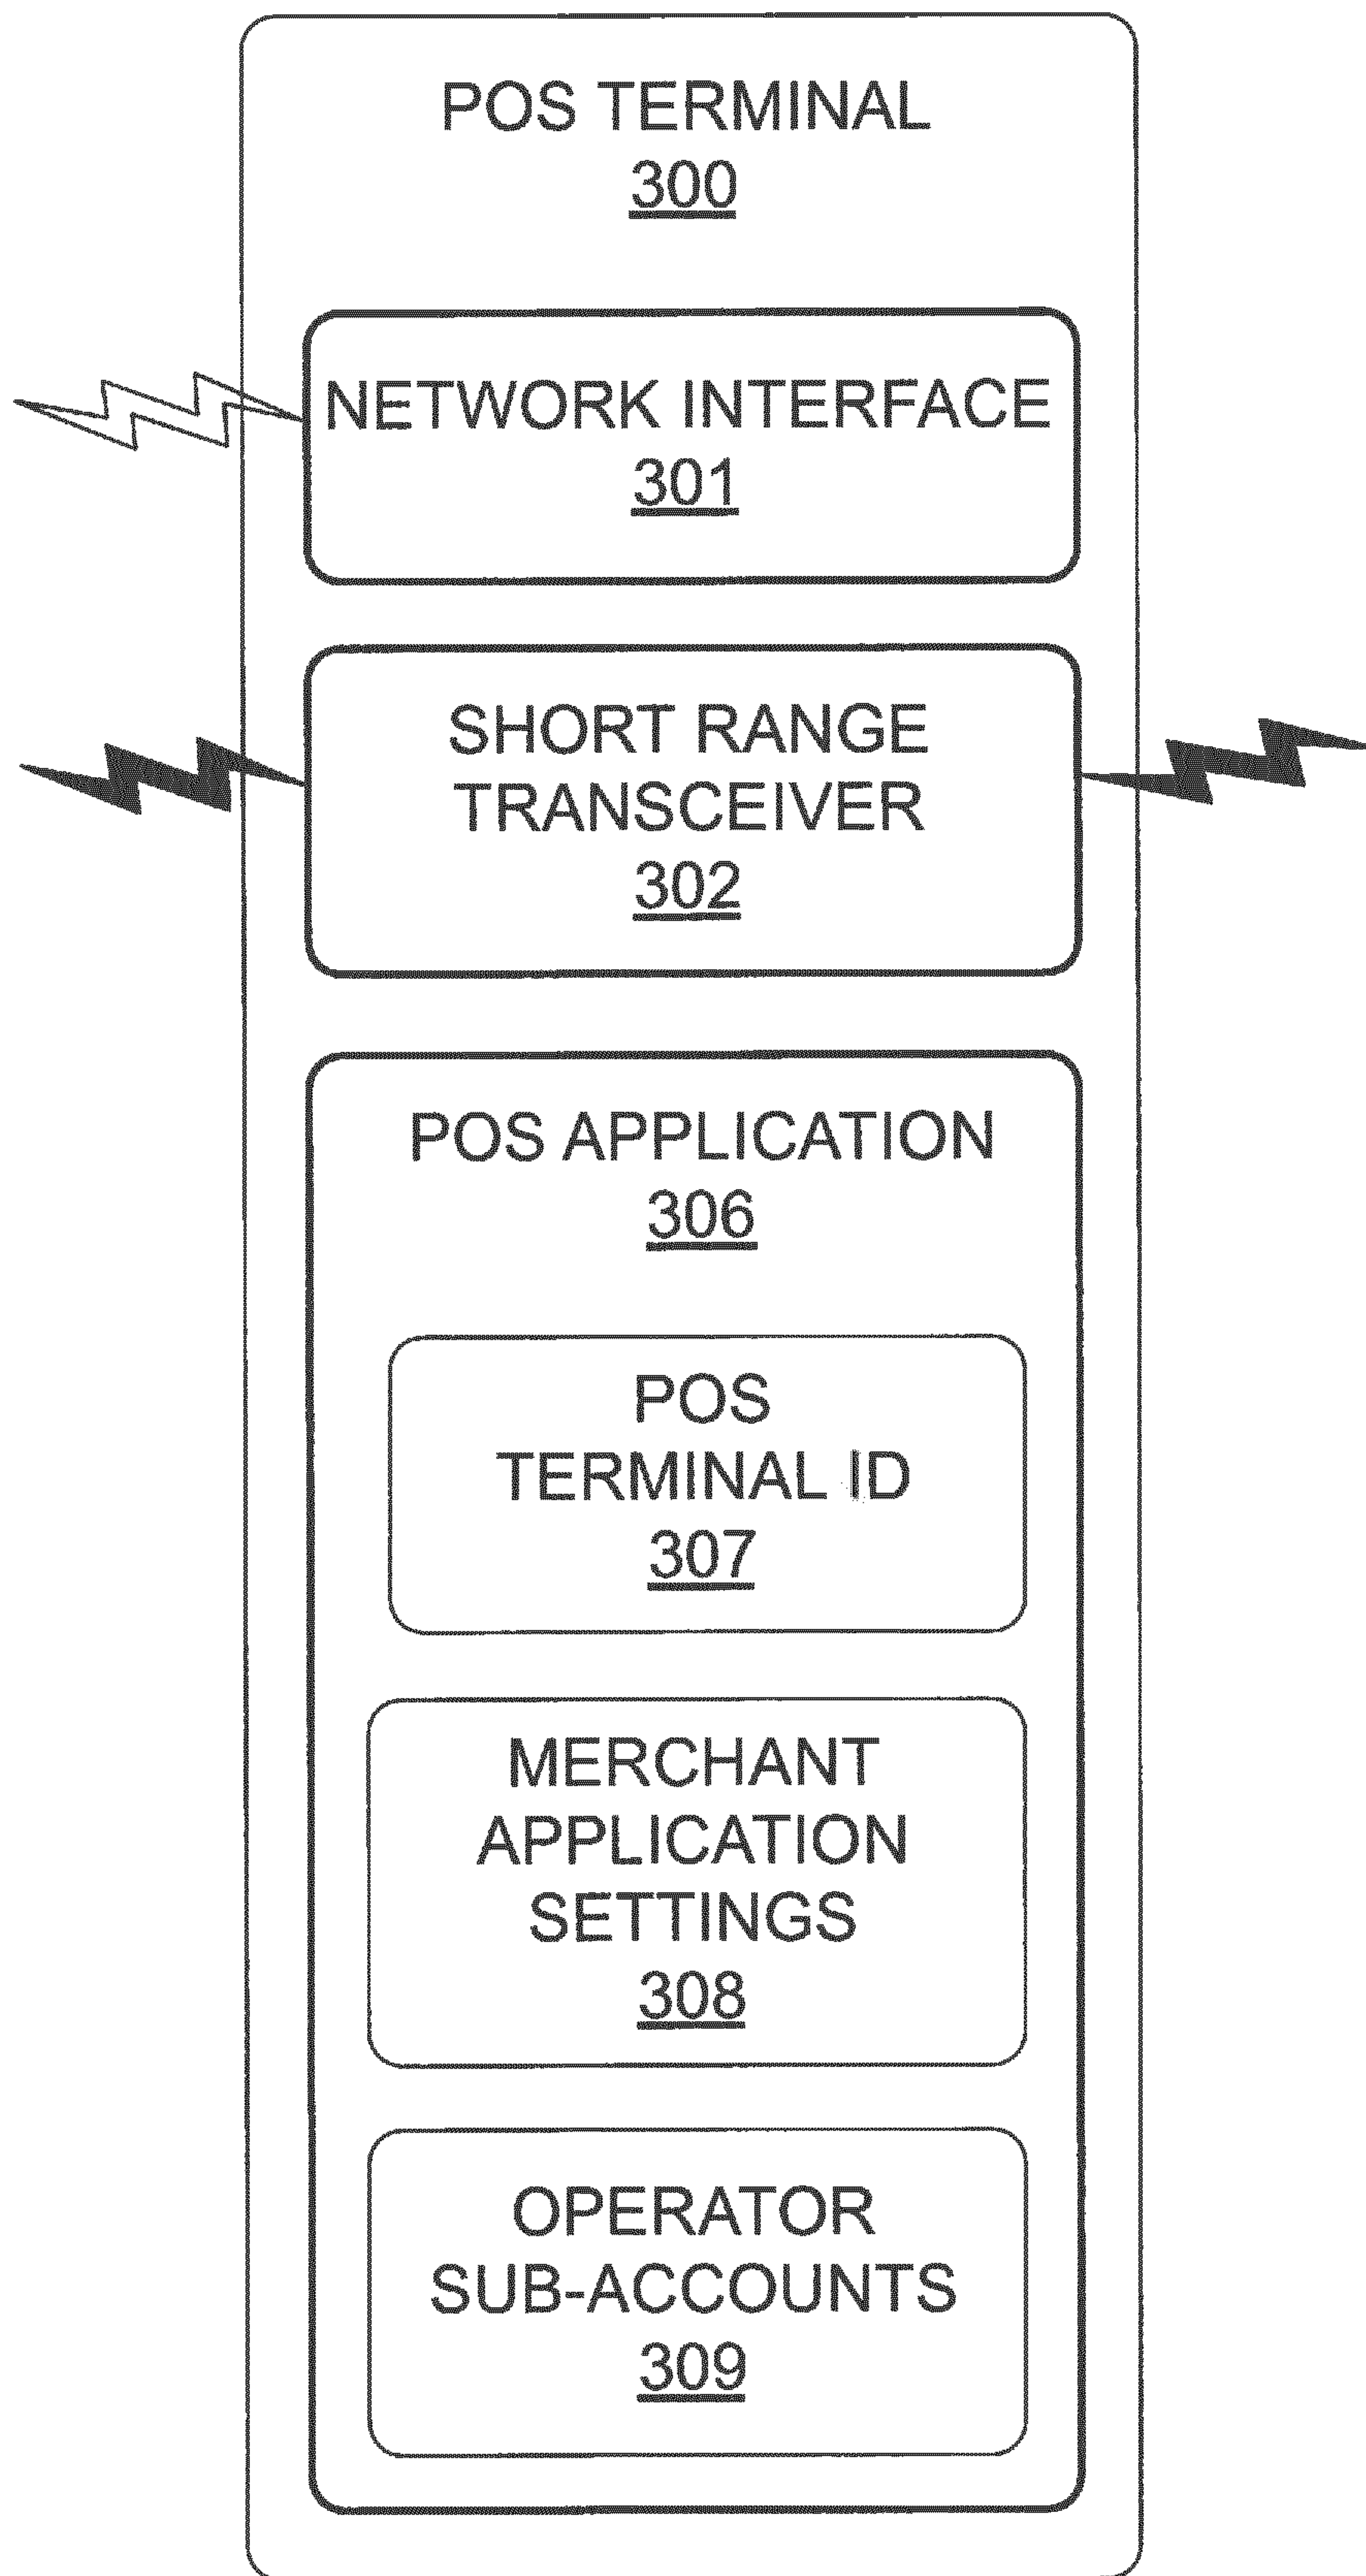 POS TERMINAL
300
NETWORK INTERFACE
301
SHORT RANGE
TRANSCEIVER
302
POS APPLICATION
306
POS
TERMINAL ID
307
MERCHANT
APPLICATION
SETTINGS
308
OPERATOR
SUB-ACCOUNTS
309